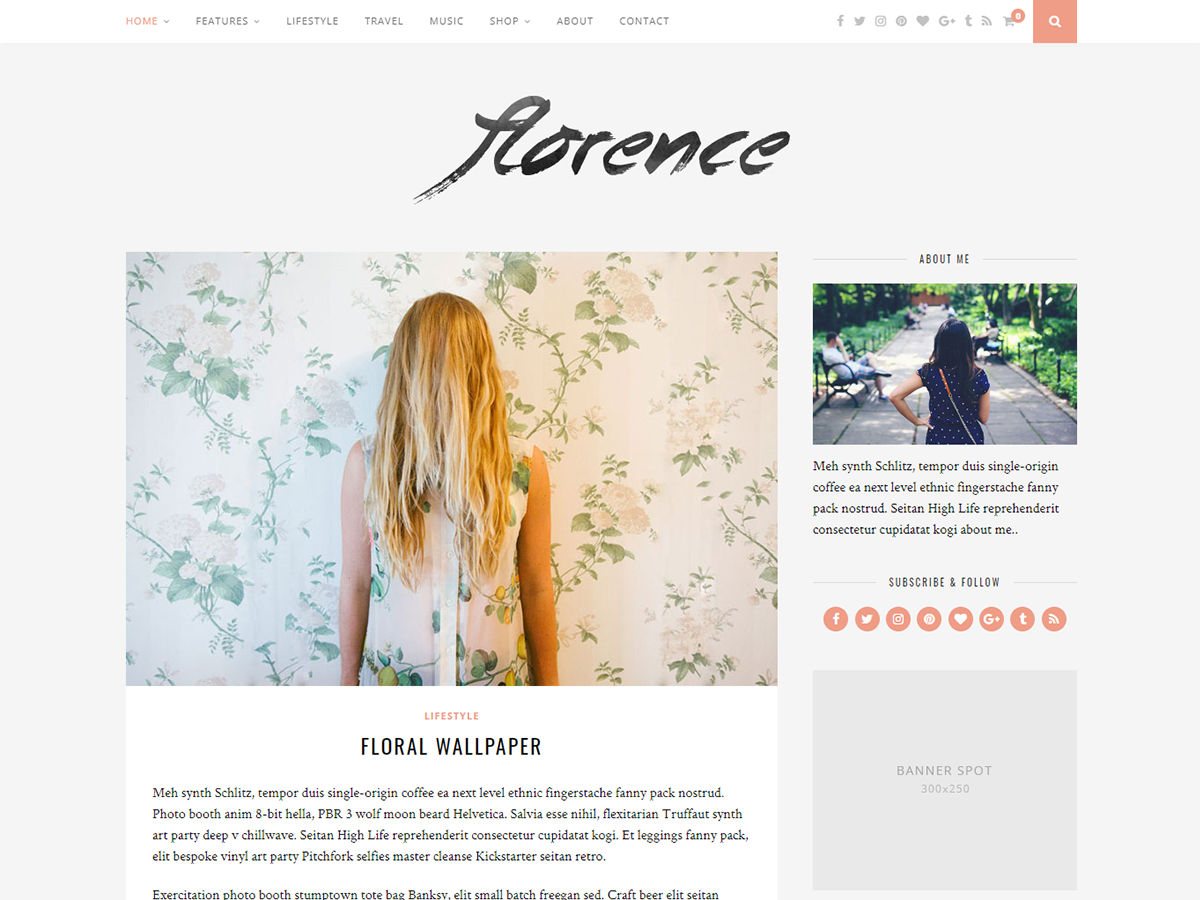 HOME FEATURES LIFESTYLE TRAVEL MUSIC SHOP ABOUT CONTACT
0
florence
LIFESTYLE
FLORAL WALLPAPER
Meh synth Schlitz, tempor duis single-origin coffee ea next level ethnic fingerstache fanny pack nostrud.
Photo booth anim 8-bit hella, PBR 3 wolf moon beard Helvetica. Salvia esse nihil, flexitarian Truffaut synth
art party deep v chillwave. Seitan High Life reprehenderit consectetur cupidatat kogi. Et leggings fanny pack,
elit bespoke vinyl art party Pitchfork selfies master cleanse Kickstarter seitan retro.
Exercitation photo booth stumptown tote bag Banksy, elit small batch freegan sed. Craft beer elit seitan
ABOUT ME
Meh synth Schlitz, tempor duis single-origin
coffee ea next level ethnic fingerstache fanny
pack nostrud. Seitan High Life reprehenderit
consectetur cupidatat kogi about me..
SUBSCRIBE & FOLLOW
BANNER SPOT
300x250